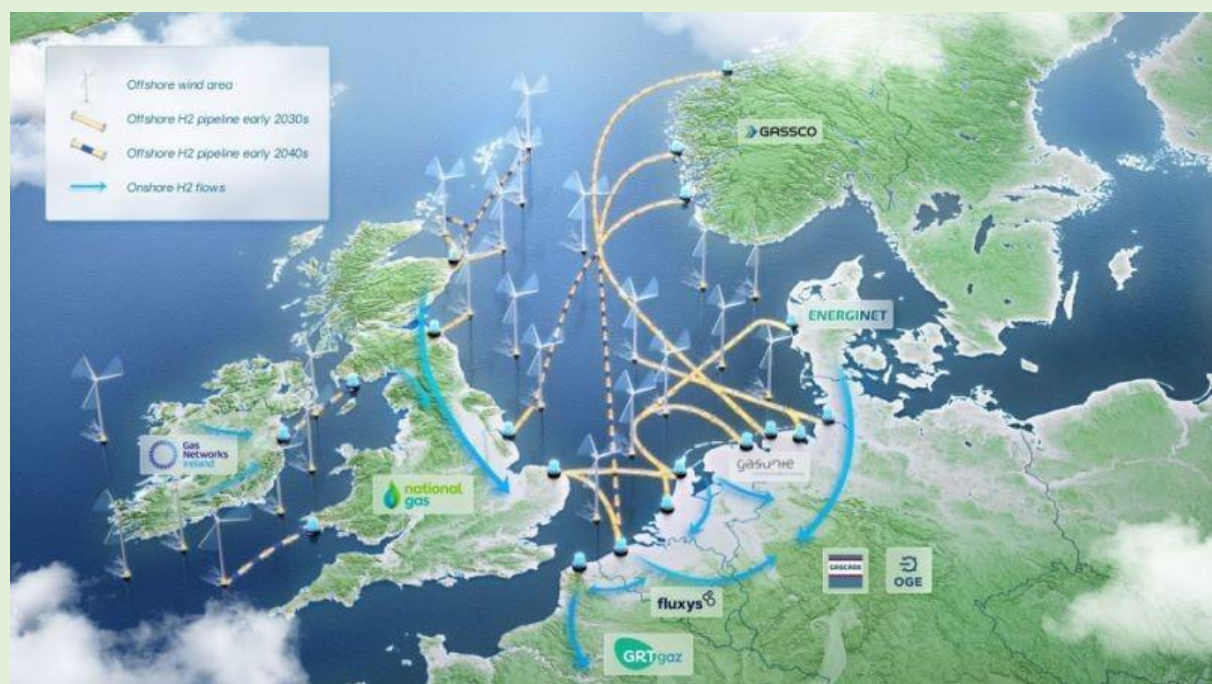 Offshore wind area
Offshore H2 pipeline early 2030s
Offshore H2 pipeline early 2040s
Onshore H2 flows
GASSCO
ENERGINET
Gas
Networks
Ireland
national
gas
gasunie
GASCADE
OGE
fluxys
GRTgaz